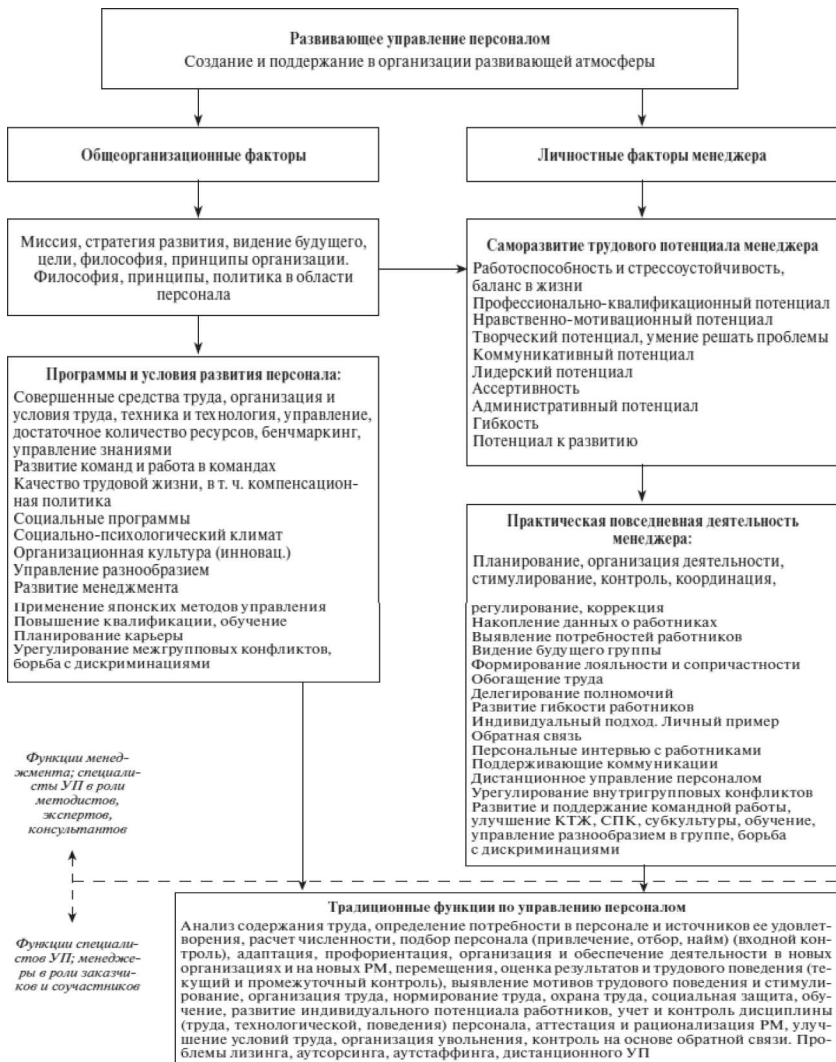 Развивающее управление персоналом
Создание и поддержание в организации развивающей атмосферы
Общеорганизационные факторы
Личностные факторы менеджера
Миссия, стратегия развития, видение будущего,
цели, философия, принципы организации.
Философия, принципы, политика в области
персонала
Саморазвитие трудового потенциала менеджера
Работоспособность и стрессоустойчивость,
баланс в жизни
Профессионально-квалификационный потенциал
Нравственно-мотивационный потенциал
Творческий потенциал, умение решать проблемы
Коммуникативный потенциал
Лидерский потенциал
Ассертивность
Административный потенциал
Гибкость
Потенциал к развитию
Программы и условия развития персонала:
Совершенные средства труда, организация и
условия труда, техника и технология, управление,
достаточное количество ресурсов, бенчмаркинг,
управление знаниями
Развитие команд и работа в командах
Качество трудовой жизни, в т. ч. компенсацион-
ная политика
Социальные программы
Социально-психологический климат
Организационная культура (инновац.)
Управление разнообразием
Развитие менеджмента
Применение японских методов управления
Повышение квалификации, обучение
Планирование карьеры
Урегулирование межгрупповых конфликтов,
борьба с дискриминациями
Практическая повседневная деятельность
менеджера:
Планирование, организация деятельности,
стимулирование, контроль, координация,
регулирование, коррекция
Накопление данных о работниках
Выявление потребностей работников
Видение будущего группы
Формирование лояльности и сопричастности
Обогащение труда
Делегирование полномочий
Развитие гибкости работников
Индивидуальный подход. Личный пример
Обратная связь
Персональные интервью с работниками
Поддерживающие коммуникации
Дистанционное управление персоналом
Урегулирование внутригрупповых конфликтов
Развитие и поддержание командной работы,
улучшение КТЖ, СПК, субкультуры, обучение,
управление разнообразием в группе, борьба
с дискриминациями
Функции менед-
жмента; специали-
сты УП в роли
методистов,
экспертов,
консультантов
Функции специали-
стов УП; менедже-
ры в роли заказчи-
ков и соучастников
Традиционные функции по управлению персоналом
Анализ содержания труда, определение потребности в персонале и источников ее удовлет-
ворения, расчет численности, подбор персонала (привлечение, отбор, найм) (входной кон-
троль), адаптация, профориентация, организация и обеспечение деятельности в новых
организациях и на новых РМ, перемещения, оценка результатов и трудового поведения (те-
кущий и промежуточный контроль), выявление мотивов трудового поведения и стимули-
рование, организация труда, нормирование труда, охрана труда, социальная защита, обу-
чение, развитие индивидуального потенциала работников, учет и контроль дисциплины
(труда, технологической, поведения) персонала, аттестация и рационализация РМ, улуч-
шение условий труда, организация увольнения, контроль на основе обратной связи. Про-
блемы лизинга, аутсорсинга, аутстаффинга, дистанционного УП